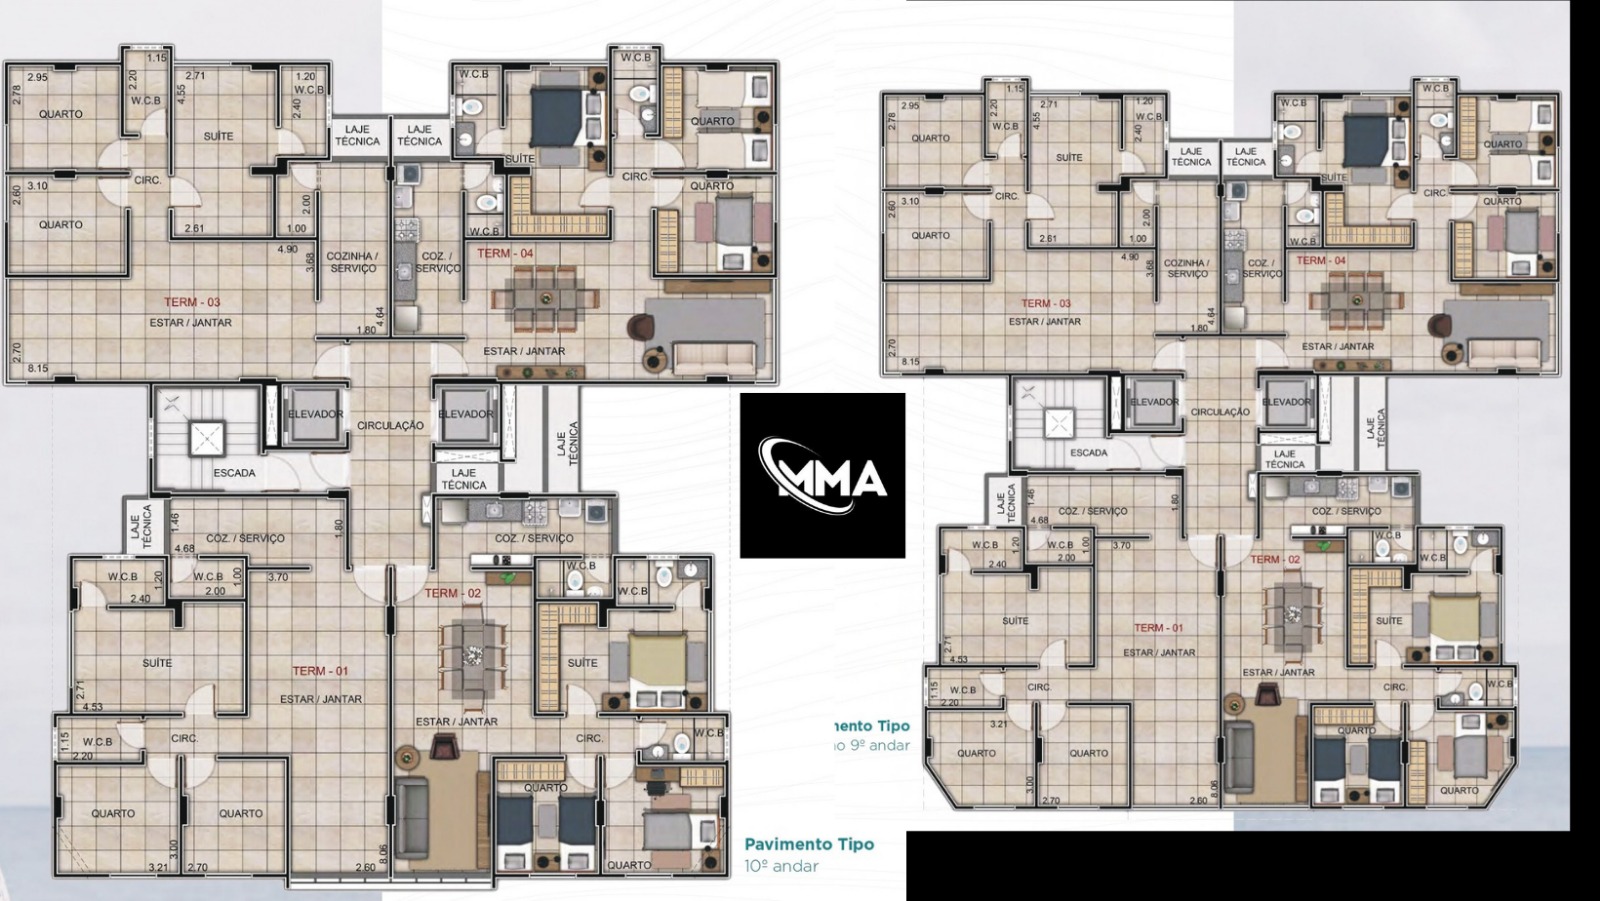 1.15
2.95
2.71
1.20
W.C.B
2.20
4.55
2.78
W.C.B
2.40
QUARTO
SUÍTE
LAJE
TÉCNICA
LAJE
TÉCNICA
W.C.B
W.C.B
QUARTO
SUÍTE
CIRC.
CIRC.
QUARTO
3.10
2.60
QUARTO
2.00
2.61
1.00
W.C.B
4.90
3.68
COZINHA /
SERVIÇO
COZ. /
SERVIÇO
TERM - 04
TERM - 03
ESTAR / JANTAR
4.64
1.80
2.70
8.15
ESTAR / JANTAR
ELEVADOR
CIRCULAÇÃO
ELEVADOR
LAJE
TÉCNICA
ESCADA
LAJE
TÉCNICA
LAJE
TÉCNICA
1.46
1.80
COZ. / SERVIÇO
4.68
COZ. / SERVIÇO
W.C.B
1.20
2.40
W.C.B
1.00
2.00
3.70
W.C.B
W.C.B
TERM - 02
SUÍTE
SUÍTE
TERM - 01
ESTAR / JANTAR
2.71
4.53
ESTAR / JANTAR
1.15
W.C.B
2.20
CIRC.
CIRC.
W.C.B
QUARTO
QUARTO
QUARTO
QUARTO
3.00
3.21
2.70
2.60
8.06
Pavimento Tipo
10º andar
MMA
mento Tipo
o 9º andar
1.15
2.95
2.71
1.20
W.C.B
2.20
4.55
2.78
W.C.B
2.40
QUARTO
SUÍTE
LAJE
TÉCNICA
LAJE
TÉCNICA
W.C.B
W.C.B
QUARTO
SUÍTE
CIRC.
CIRC.
QUARTO
3.10
2.60
QUARTO
2.00
2.61
1.00
W.C.B
4.90
3.68
COZINHA /
SERVIÇO
COZ. /
SERVIÇO
TERM - 04
TERM - 03
ESTAR / JANTAR
4.64
1.80
2.70
8.15
ESTAR / JANTAR
ELEVADOR
CIRCULAÇÃO
ELEVADOR
LAJE
TÉCNICA
ESCADA
LAJE
TÉCNICA
LAJE
TÉCNICA
1.46
1.80
COZ. / SERVIÇO
4.68
COZ. / SERVIÇO
W.C.B
1.20
2.40
W.C.B
1.00
2.00
3.70
W.C.B
W.C.B
TERM - 02
SUÍTE
SUÍTE
TERM - 01
ESTAR / JANTAR
2.71
4.53
ESTAR / JANTAR
1.15
W.C.B
2.20
CIRC.
CIRC.
W.C.B
3.21
QUARTO
QUARTO
QUARTO
QUARTO
3.00
2.70
2.60
8.06